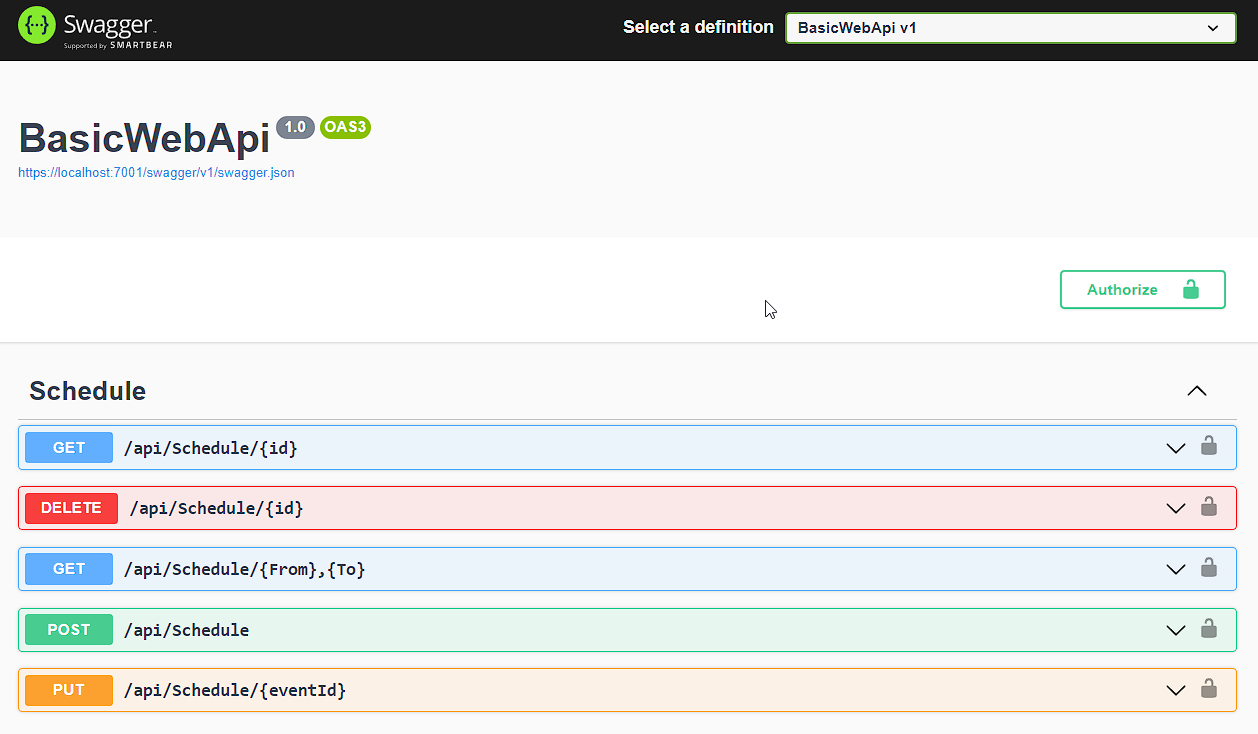 Swagger
Supported by SMARTBEAR
Select a definition
BasicWebApi v1
BasicWebApi 1.0 OAS3
https://localhost:7001/swagger/v1/swagger.json
Authorize
Schedule
GET /api/Schedule/{id}
DELETE /api/Schedule/{id}
GET /api/Schedule/{From},{To}
POST /api/Schedule
PUT /api/Schedule/{eventId}